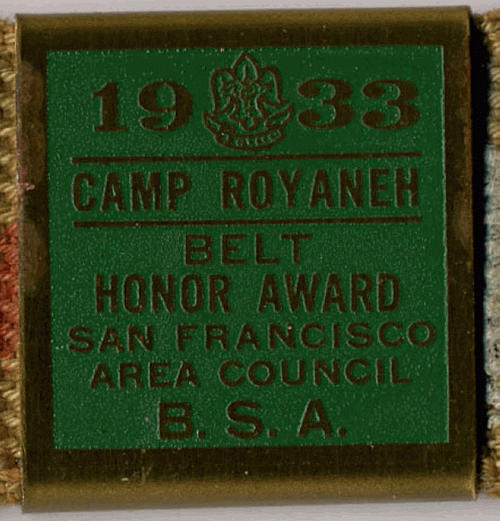 1933
CAMP ROYANEH
BELT
HONOR AWARD
SAN FRANCISCO
AREA COUNCIL
B. S. A.